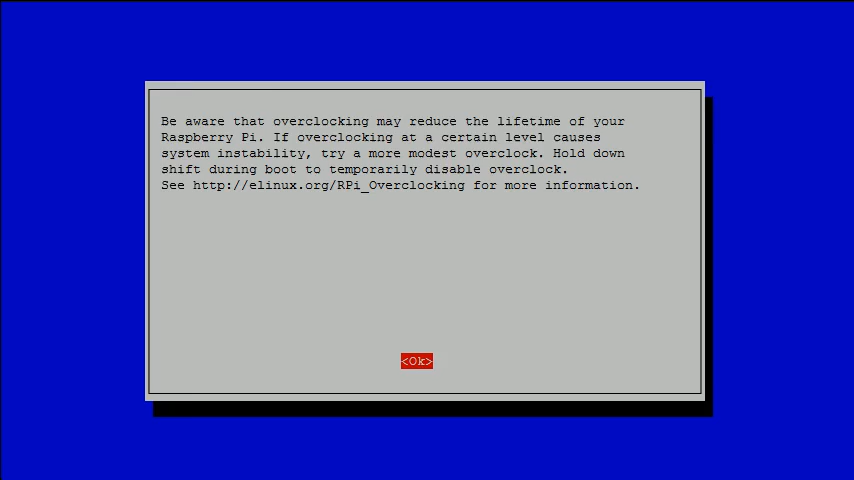 Be aware that overclocking may reduce the lifetime of your
Raspberry Pi. If overclocking at a certain level causes
system instability, try a more modest overclock. Hold down
shift during boot to temporarily disable overclock.
See http://elinux.org/RPi_Overclocking for more information.
<Ok>